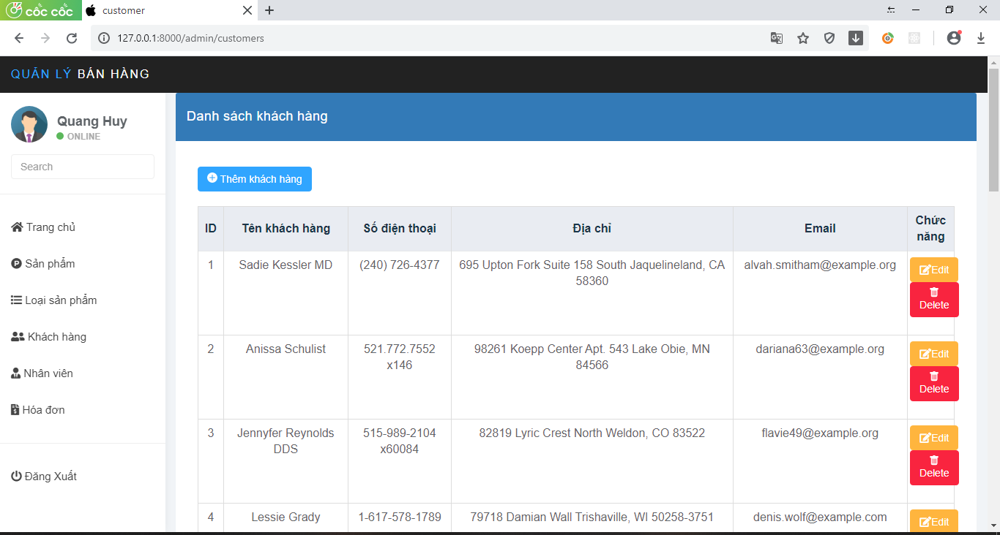 cốc cốc
customer
127.0.0.1:8000/admin/customers
QUẢN LÝ BÁN HÀNG
Quang Huy
ONLINE
Search
Trang chủ
Sản phẩm
Loại sản phẩm
Khách hàng
Nhân viên
Hóa đơn
Đăng Xuất
Danh sách khách hàng
Thêm khách hàng
ID Tên khách hàng Số điện thoại Địa chỉ Email Chức
năng
1 Sadie Kessler MD (240) 726-4377 695 Upton Fork Suite 158 South Jaquelineland, CA alvah.smitham@example.org Edit
58360
Delete
2 Anissa Schulist 521.772.7552 98261 Koepp Center Apt. 543 Lake Obie, MN dariana63@example.org Edit
x146 84566
Delete
3 Jennyfer Reynolds 515-989-2104 82819 Lyric Crest North Weldon, CO 83522 flavie49@example.org Edit
DDS x60084
Delete
4 Lessie Grady 1-617-578-1789 79718 Damian Wall Trishaville, WI 50258-3751 denis.wolf@example.com Edit